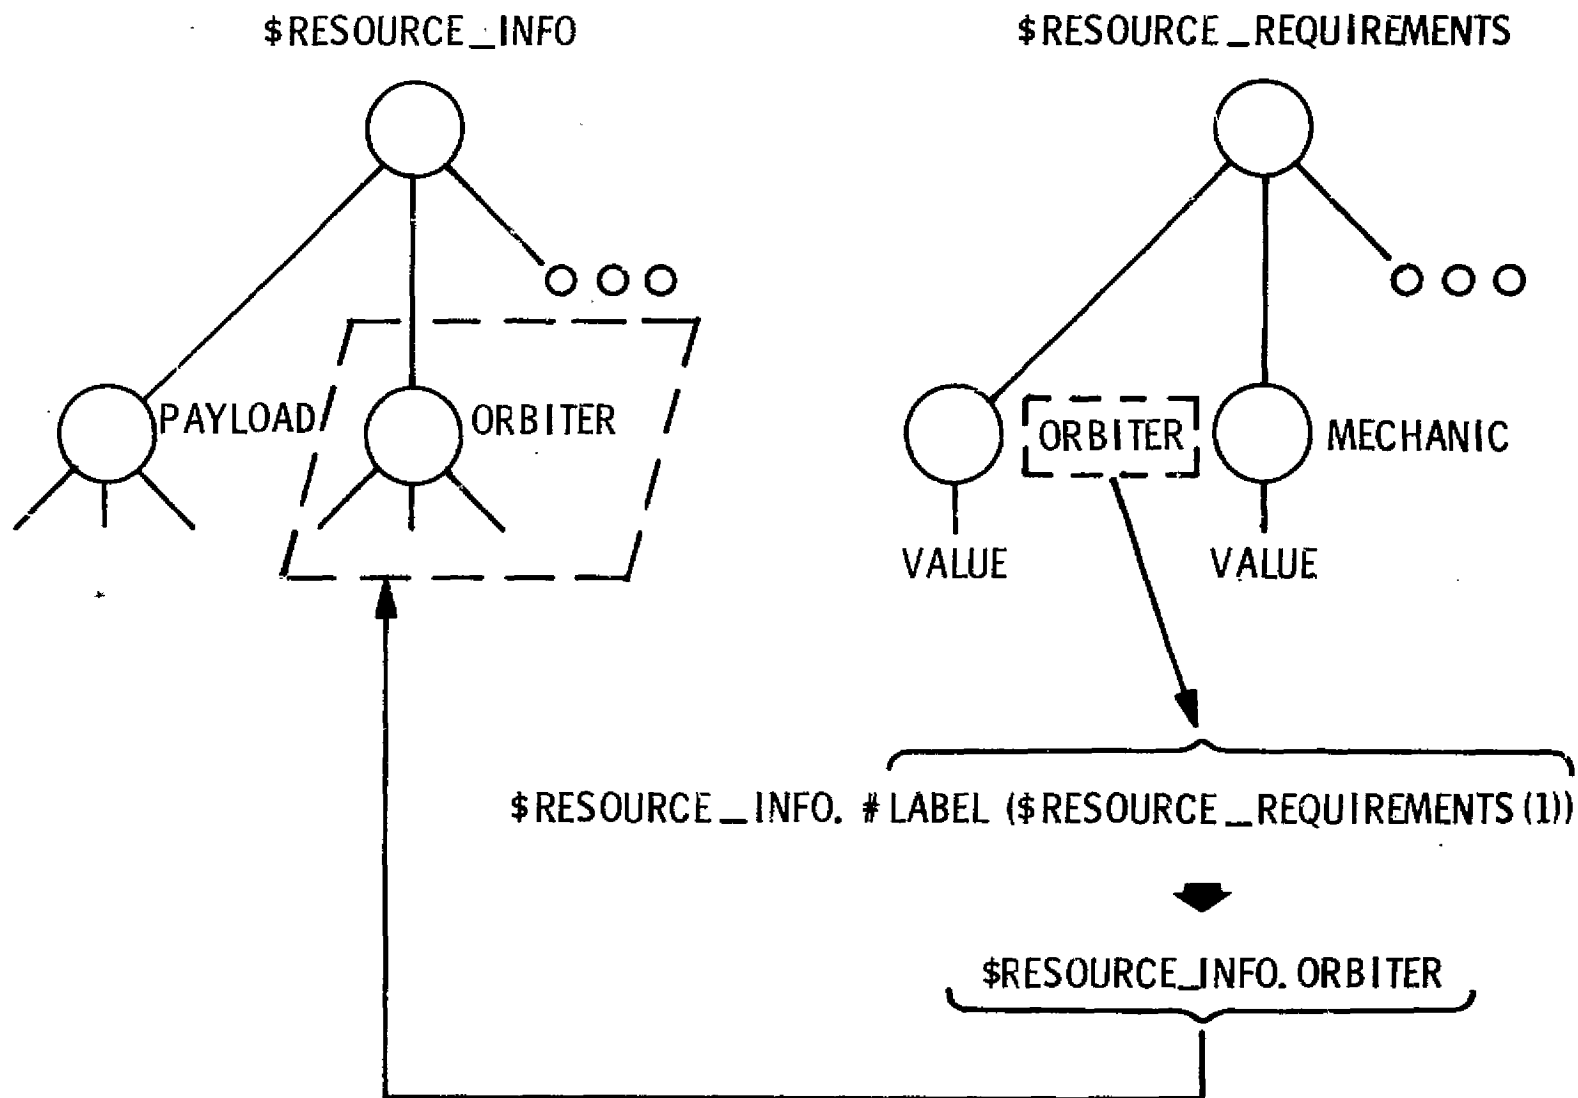 $RESOURCE_INFO
$RESOURCE_REQUIREMENTS
PAYLOAD
ORBITER
ORBITER
MECHANIC
VALUE
VALUE
$RESOURCE_INFO. #LABEL ($RESOURCE_REQUIREMENTS(1))
$RESOURCE_INFO. ORBITER